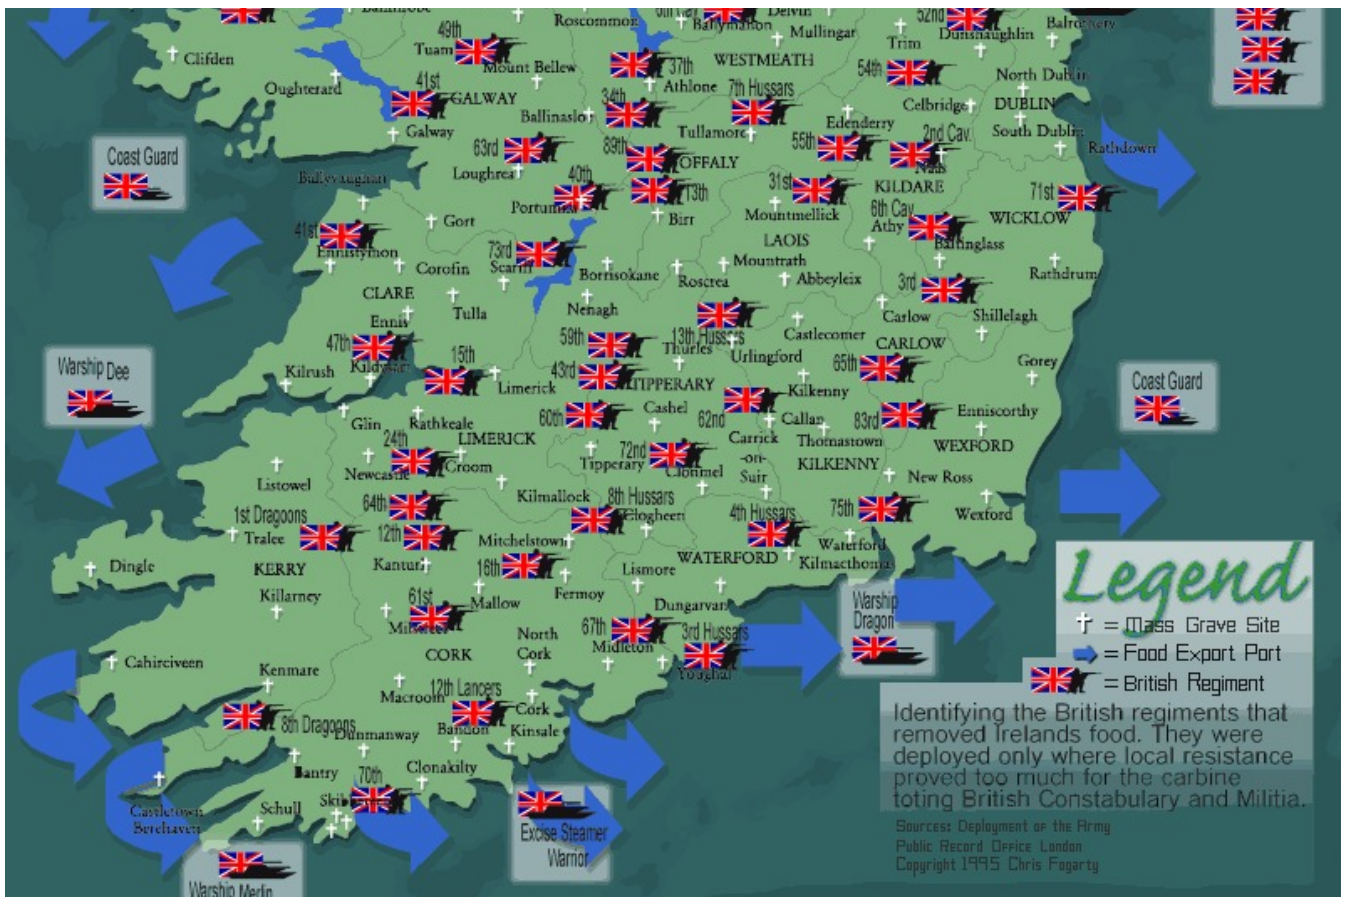 49th
Roscommon
Ballymahon
Delvin
52nd
Balrothery
Tuam
Mullingar
Trim
Dunshaughlin
Clifden
Mount Bellew
37th
WESTMEATH
54th
North Dublin
Oughterard
41st
GALWAY
Athlone
7th Hussars
DUBLIN
34th
Celbridge
Galway
Tullamore
Edenderry
2nd Cav.
South Dublin
Coast Guard
63rd
89th
OFFALY
55th
Naas
Rathdown
Loughrea
40th
13th
31st
KILDARE
71st
Ballyvaughan
Portumna
Birr
Mountmellick
6th Cav
WICKLOW
Gort
Athy
41st
Ennistymon
73rd
LAOIS
Baltinglass
Corofin
Scariff
Borrisokane
Mountrath
Rathdrum
CLARE
Roscrea
Abbeyleix
3rd
Tulla
Nenagh
Carlow
Shillelagh
Ennis
13th Hussars
Castlecomer
47th
59th
Thurles
Urlingford
CARLOW
Warship Dee
Kilrush
15th
43rd
TIPPERARY
65th
Gorey
Limerick
Kilkenny
Coast Guard
Glin
Rathkeale
60th
Cashel
62nd
Callan
83rd
Enniscorthy
24th
LIMERICK
72nd
Carrick
Thomastown
WEXFORD
Newcastle
Croom
Tipperary
Clonmel
-on-
KILKENNY
Listowel
Suir
New Ross
64th
Kilmallock
8th Hussars
1st Dragoons
Clogheen
4th Hussars
75th
Wexford
Tralee
12th
Mitchelstown
Waterford
Dingle
KERRY
Kanturk
16th
WATERFORD
Kilmacthomas
Lismore
Killarney
61st
Mallow
Fermoy
Dungarvan
Warship
Dragon
North
Cork
67th
3rd Hussars
Cahirciveen
CORK
Midleton
Youghal
Kenmare
Macroom
12th Lancers
Cork
8th Dragoons
Dunmanway
Bandon
Kinsale
Bantry
70th
Clonakilty
Castletown
Berehaven
Schull
Excise Steamer
Warrior
Warship Merlin
Legend
= Mass Grave Site
= Food Export Port
= British Regiment
Identifying the British regiments that
removed Irelands food. They were
deployed only where local resistance
proved too much for the carbine
toting British Constabulary and Militia.
Sources: Deployment of the Army
Public Record Office London
Copyright 1995 Chris Fogarty